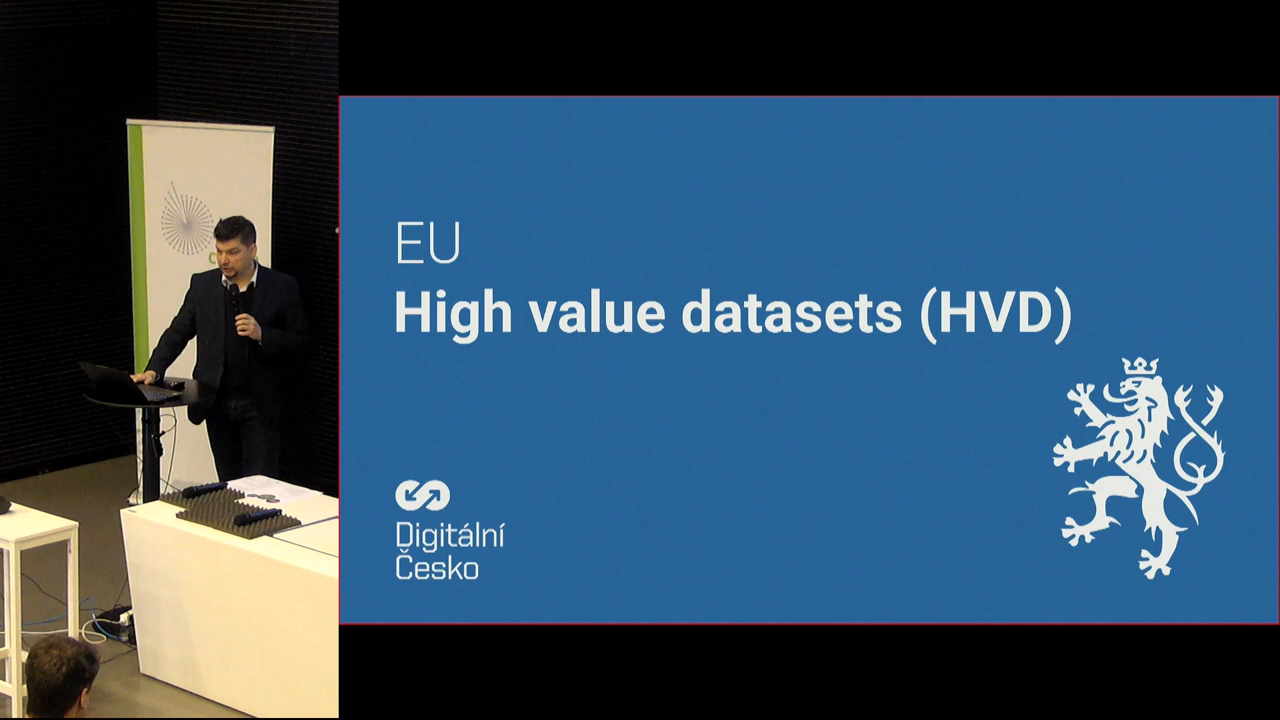 EU
High value datasets (HVD)
Digitální
Česko